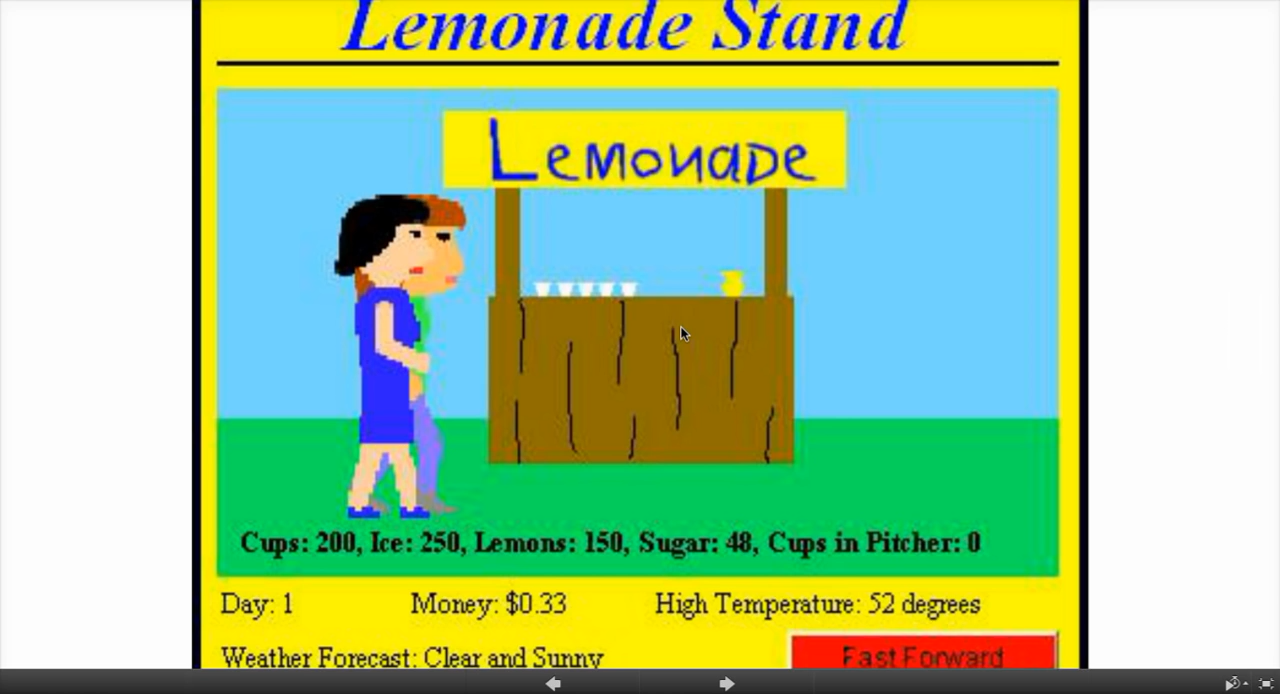 Lemonade Stand
Lemonade
Cups: 200, Ice: 250, Lemons: 150, Sugar: 48, Cups in Pitcher: 0
Day: 1 Money: $0.33 High Temperature: 52 degrees
Weather Forecast: Clear and Sunny Fast Forward